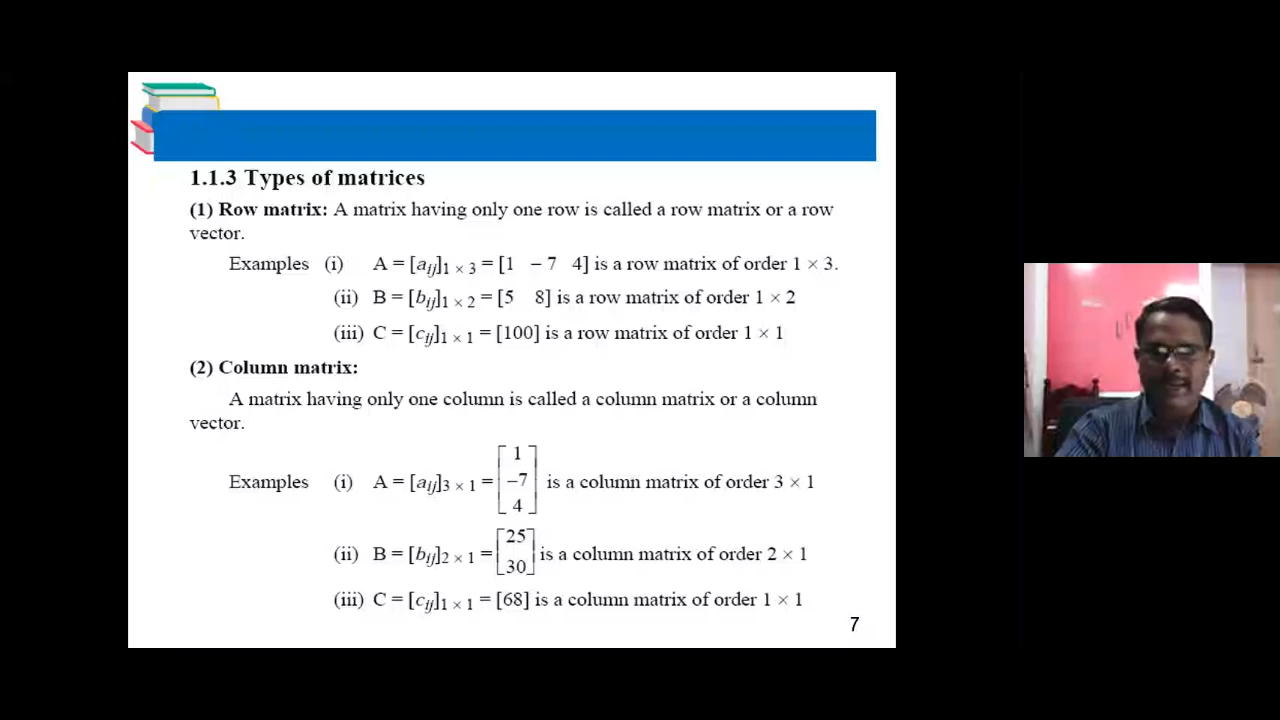 1.1.3 Types of matrices
(1) Row matrix: A matrix having only one row is called a row matrix or a row
vector.
Examples (i) A = [aij]1 × 3 = [1 − 7 4] is a row matrix of order 1 × 3.
(ii) B = [bij]1 × 2 = [5 8] is a row matrix of order 1 × 2
(iii) C = [cij]1 × 1 = [100] is a row matrix of order 1 × 1
(2) Column matrix:
A matrix having only one column is called a column matrix or a column
vector.
Examples (i) A = [aij]3 × 1 = [1 −7 4] is a column matrix of order 3 × 1
(ii) B = [bij]2 × 1 = [25 30] is a column matrix of order 2 × 1
(iii) C = [cij]1 × 1 = [68] is a column matrix of order 1 × 1
7